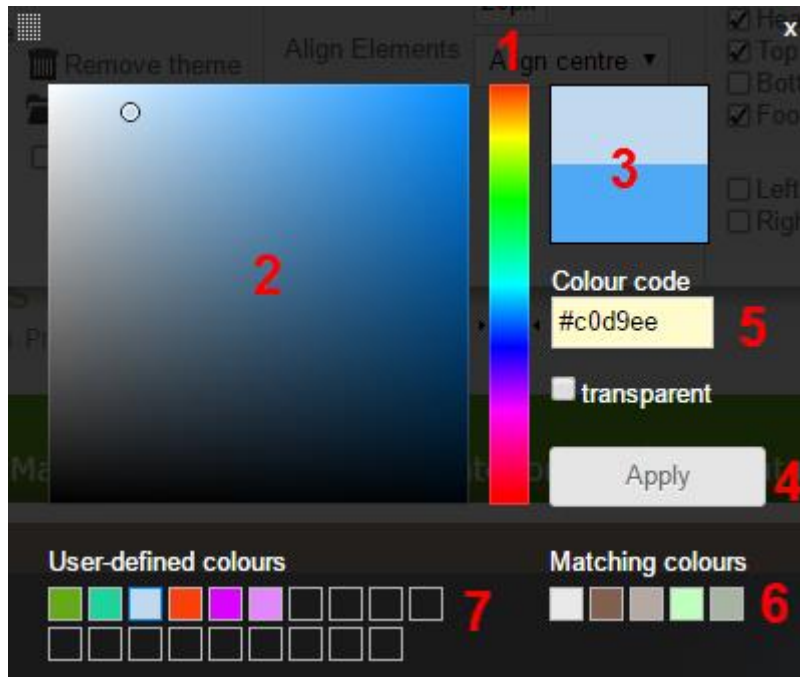 x
Remove theme
Align Elements
Align centre
1
2
3
Colour code
#c0d9ee
5
transparent
Apply
4
User-defined colours
7
Matching colours
6